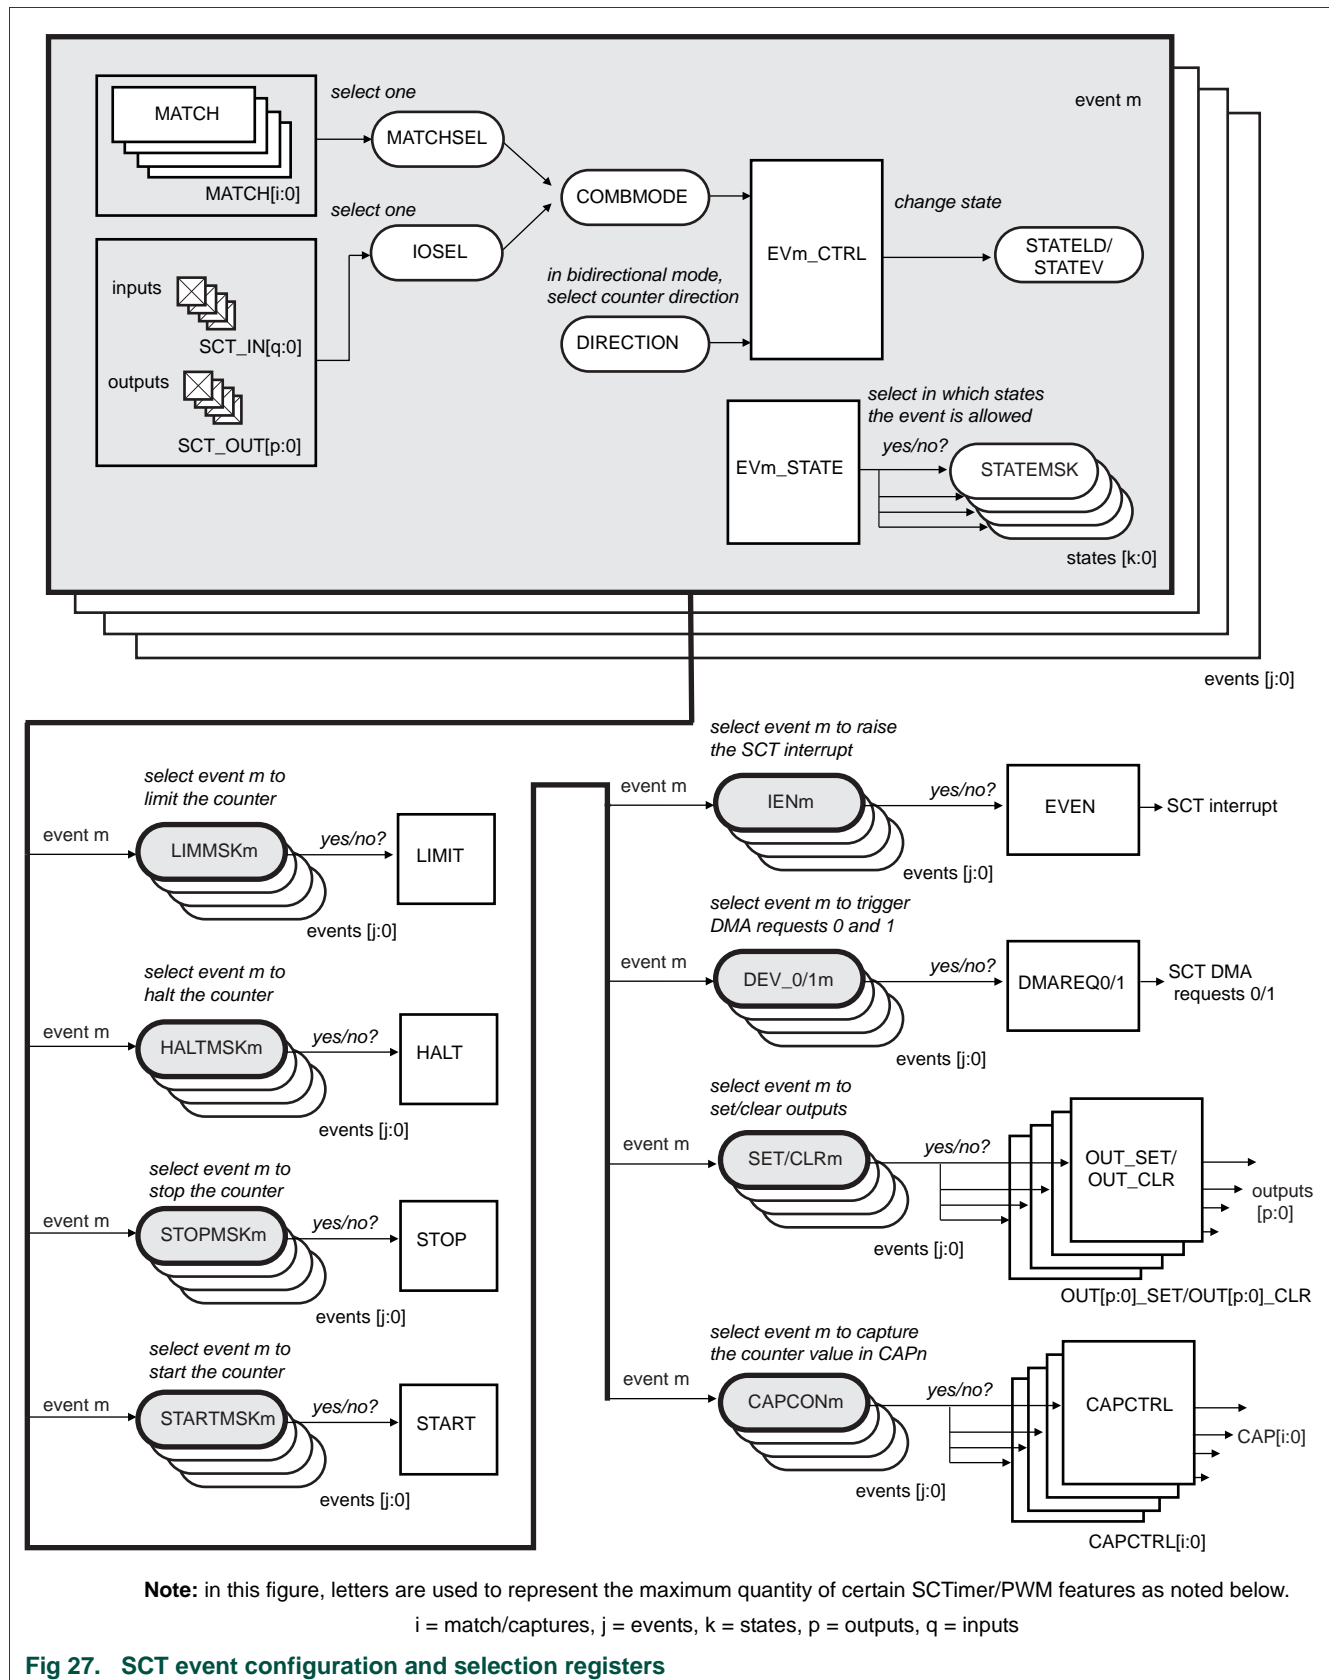 event m
select one
MATCH
MATCHSEL
MATCH[i:0]
select one
COMBMODE
IOSEL
EVm_CTRL
change state
STATELD/
STATEV
inputs
SCT_IN[q:0]
outputs
SCT_OUT[p:0]
in bidirectional mode,
select counter direction
DIRECTION
select in which states
the event is allowed
EVm_STATE
yes/no?
STATEMSK
states [k:0]
events [j:0]
select event m to
limit the counter
event m
LIMMSKm
yes/no?
LIMIT
events [j:0]
select event m to
halt the counter
event m
HALTMSKm
yes/no?
HALT
events [j:0]
select event m to
stop the counter
event m
STOPMSKm
yes/no?
STOP
events [j:0]
select event m to
start the counter
event m
STARTMSKm
yes/no?
START
events [j:0]
select event m to raise
the SCT interrupt
event m
IENm
yes/no?
EVEN
SCT interrupt
events [j:0]
select event m to trigger
DMA requests 0 and 1
event m
DEV_0/1m
yes/no?
DMAREQ0/1
SCT DMA
requests 0/1
events [j:0]
select event m to
set/clear outputs
event m
SET/CLRm
yes/no?
OUT_SET/
OUT_CLR
outputs
[p:0]
events [j:0]
OUT[p:0]_SET/OUT[p:0]_CLR
select event m to capture
the counter value in CAPn
event m
CAPCONm
yes/no?
CAPCTRL
CAP[i:0]
events [j:0]
CAPCTRL[i:0]
Note: in this figure, letters are used to represent the maximum quantity of certain SCTimer/PWM features as noted below.
i = match/captures, j = events, k = states, p = outputs, q = inputs
Fig 27. SCT event configuration and selection registers